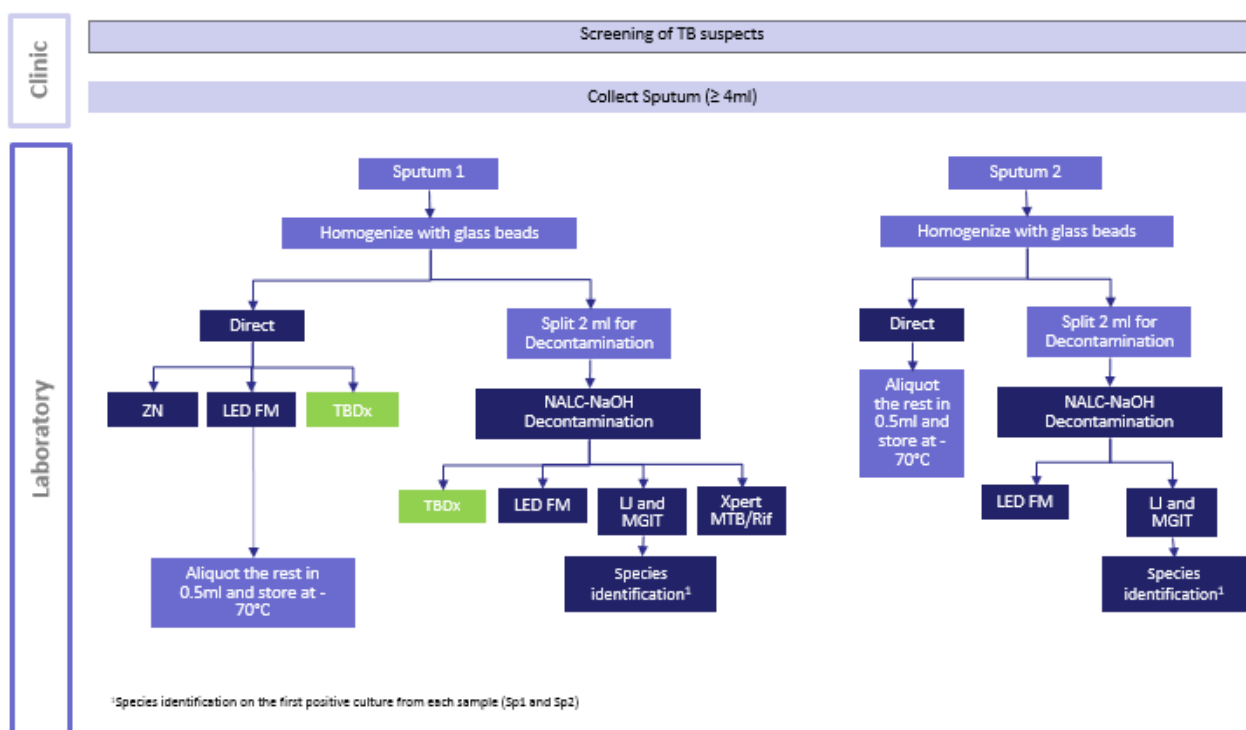 Clinic
Screening of TB suspects
Collect Sputum (≥ 4ml)
Laboratory
Sputum 1
Homogenize with glass beads
Direct
Split 2 ml for
Decontamination
ZN
LED FM
TBDx
NALC-NaOH
Decontamination
TBDx
LED FM
LJ and
MGIT
Xpert
MTB/Rif
Aliquot the rest in
0.5ml and store at -
70°C
Species
identification¹
Sputum 2
Homogenize with glass beads
Direct
Split 2 ml for
Decontamination
Aliquot
the rest in
0.5ml and
store at -
70°C
NALC-NaOH
Decontamination
LED FM
LJ and
MGIT
Species
identification¹
¹Species identification on the first positive culture from each sample (Sp1 and Sp2)